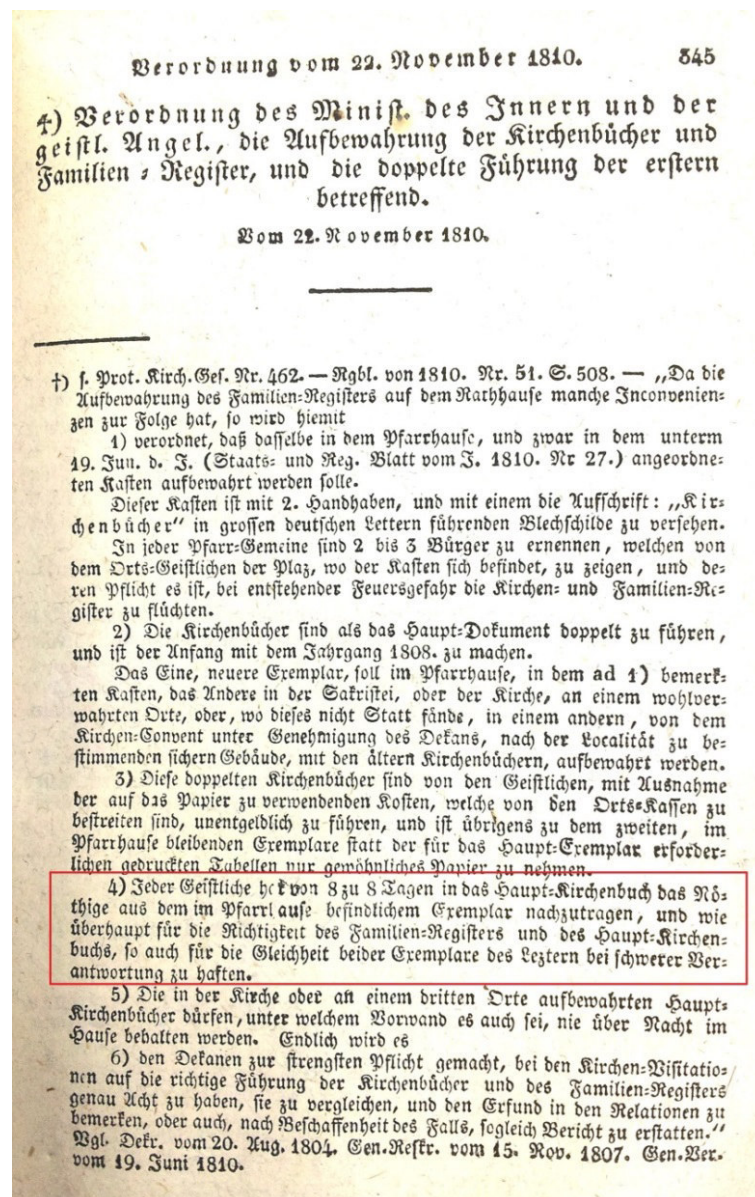 Verordnung vom 22. November 1810. 345
4) Verordnung des Minist. des Innern und der
geistl. Angel., die Aufbewahrung der Kirchenbücher und
Familien-Register, und die doppelte Führung der erstern
betreffend.
Vom 22. November 1810.
†) s. Prot. Kirch.Ges. Nr. 462. — Rgbl. von 1810. Nr. 51. S. 508. — „Da die
Aufbewahrung des Familien-Registers auf dem Rathhause manche Inconvenien-
zen zur Folge hat, so wird hiemit
1) verordnet, daß dasselbe in dem Pfarrhause, und zwar in dem unterm
19. Jun. d. J. (Staats- und Reg. Blatt vom J. 1810. Nr 27.) angeordne-
ten Kasten aufbewahrt werden solle.
Dieser Kasten ist mit 2. Handhaben, und mit einem die Aufschrift: „Kir-
chenbücher“ in grossen deutschen Lettern führenden Blechschilde zu versehen.
In jeder Pfarr-Gemeine sind 2 bis 3 Bürger zu ernennen, welchen von
dem Orts-Geistlichen der Plaz, wo der Kasten sich befindet, zu zeigen, und de-
ren Pflicht es ist, bei entstehender Feuersgefahr die Kirchen- und Familien-Re-
gister zu flüchten.
2) Die Kirchenbücher sind als das Haupt-Dokument doppelt zu führen,
und ist der Anfang mit dem Jahrgang 1808. zu machen.
Das Eine, neuere Exemplar, soll im Pfarrhause, in dem ad 1) bemerk-
ten Kasten, das Andere in der Sakristei, oder der Kirche, an einem wohlver-
wahrten Orte, oder, wo dieses nicht Statt fände, in einem andern, von dem
Kirchen-Convent unter Genehmigung des Dekans, nach der Localität zu be-
stimmenden sichern Gebäude, mit den ältern Kirchenbüchern, aufbewahrt werden.
3) Diese doppelten Kirchenbücher sind von den Geistlichen, mit Ausnahme
der auf das Papier zu verwendenden Kosten, welche von den Orts-Kassen zu
bestreiten sind, unentgeldlich zu führen, und ist übrigens zu dem zweiten, im
Pfarrhause bleibenden Exemplare statt der für das Haupt-Exemplar erforder-
lichen gedruckten Tabellen nur gewöhnliches Papier zu nehmen.
4) Jeder Geistliche hat von 8 zu 8 Tagen in das Haupt-Kirchenbuch das Nö-
thige aus dem im Pfarrhause befindlichem Exemplar nachzutragen, und wie
überhaupt für die Richtigkeit des Familien-Registers und des Haupt-Kirchen-
buchs, so auch für die Gleichheit beider Exemplare des Leztern bei schwerer Ver-
antwortung zu haften.
5) Die in der Kirche oder an einem dritten Orte aufbewahrten Haupt-
Kirchenbücher dürfen, unter welchem Vorwand es auch sei, nie über Nacht im
Hause behalten werden. Endlich wird es
6) den Dekanen zur strengsten Pflicht gemacht, bei den Kirchen-Visitatio-
nen auf die richtige Führung der Kirchenbücher und des Familien-Registers
genau Acht zu haben, sie zu vergleichen, und den Erfund in den Relationen zu
bemerken, oder auch, nach Beschaffenheit des Falls, sogleich Bericht zu erstatten.“
Vgl. Dekr. vom 20. Aug. 1804. Gen.Reskr. vom 15. Nov. 1807. Gen.Ver.
vom 19. Juni 1810.